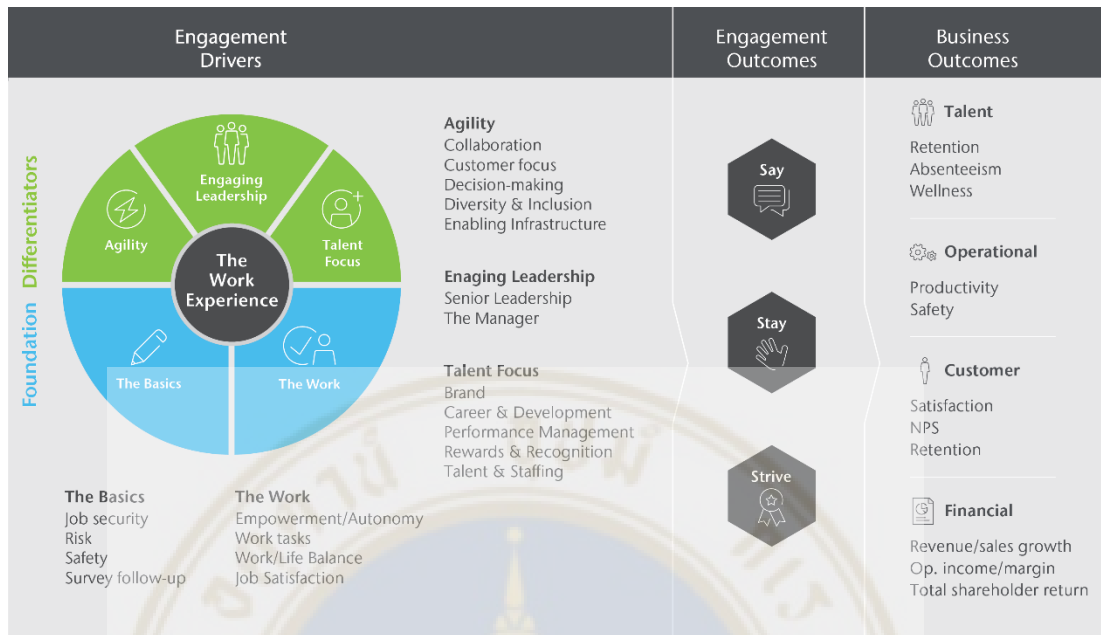 Engagement
Drivers
Engagement
Outcomes
Business
Outcomes
Differentiators
Foundation
Engaging
Leadership
Agility
Talent
Focus
The
Work
Experience
The Basics
The Work
Agility
Collaboration
Customer focus
Decision-making
Diversity & Inclusion
Enabling Infrastructure
Enaging Leadership
Senior Leadership
The Manager
Talent Focus
Brand
Career & Development
Performance Management
Rewards & Recognition
Talent & Staffing
The Basics
Job security
Risk
Safety
Survey follow-up
The Work
Empowerment/Autonomy
Work tasks
Work/Life Balance
Job Satisfaction
Say
Stay
Strive
Talent
Retention
Absenteeism
Wellness
Operational
Productivity
Safety
Customer
Satisfaction
NPS
Retention
Financial
Revenue/sales growth
Op. income/margin
Total shareholder return